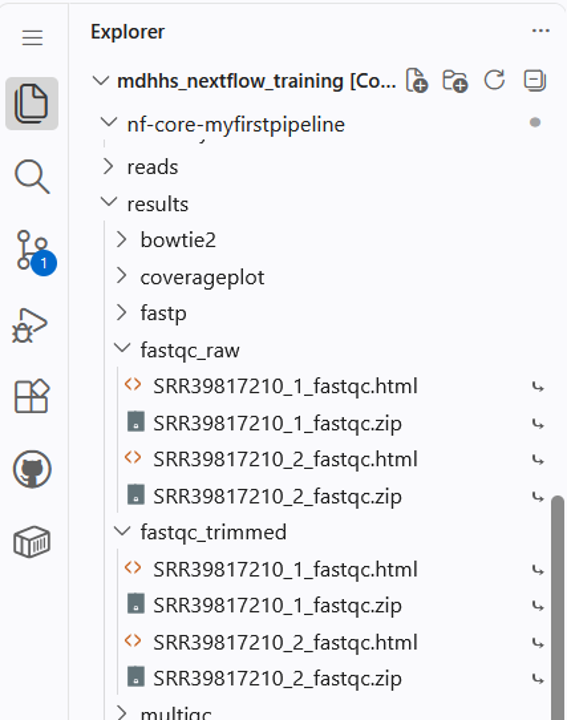 Explorer
mdhhs_nextflow_training [Co...
nf-core-myfirstpipeline
reads
results
bowtie2
coverageplot
fastp
fastqc_raw
SRR39817210_1_fastqc.html
SRR39817210_1_fastqc.zip
SRR39817210_2_fastqc.html
SRR39817210_2_fastqc.zip
fastqc_trimmed
SRR39817210_1_fastqc.html
SRR39817210_1_fastqc.zip
SRR39817210_2_fastqc.html
SRR39817210_2_fastqc.zip
multiqc
1